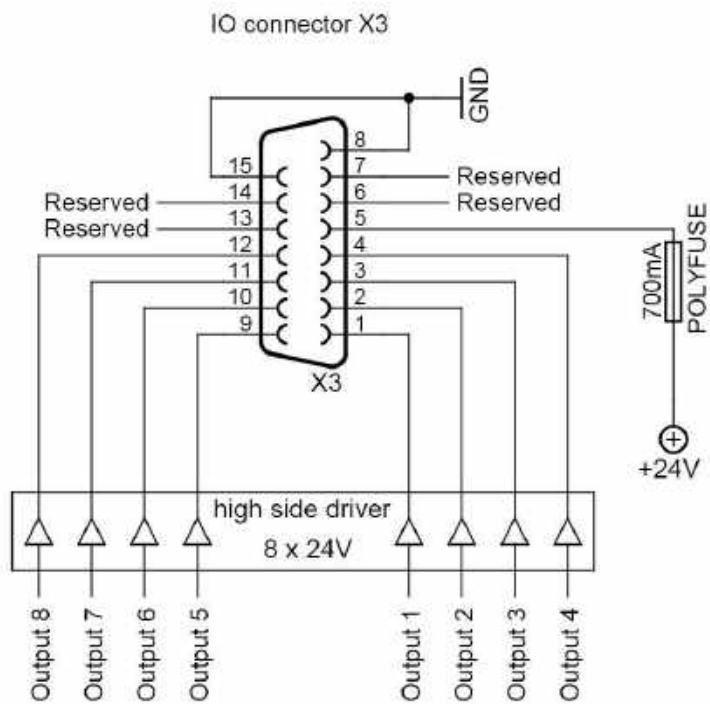 IO connector X3
GND
8
15
7
Reserved
Reserved
14
6
Reserved
Reserved
13
5
12
4
11
3
10
2
9
1
X3
700mA
POLYFUSE
+24V
high side driver
8 x 24V
Output 8
Output 7
Output 6
Output 5
Output 1
Output 2
Output 3
Output 4